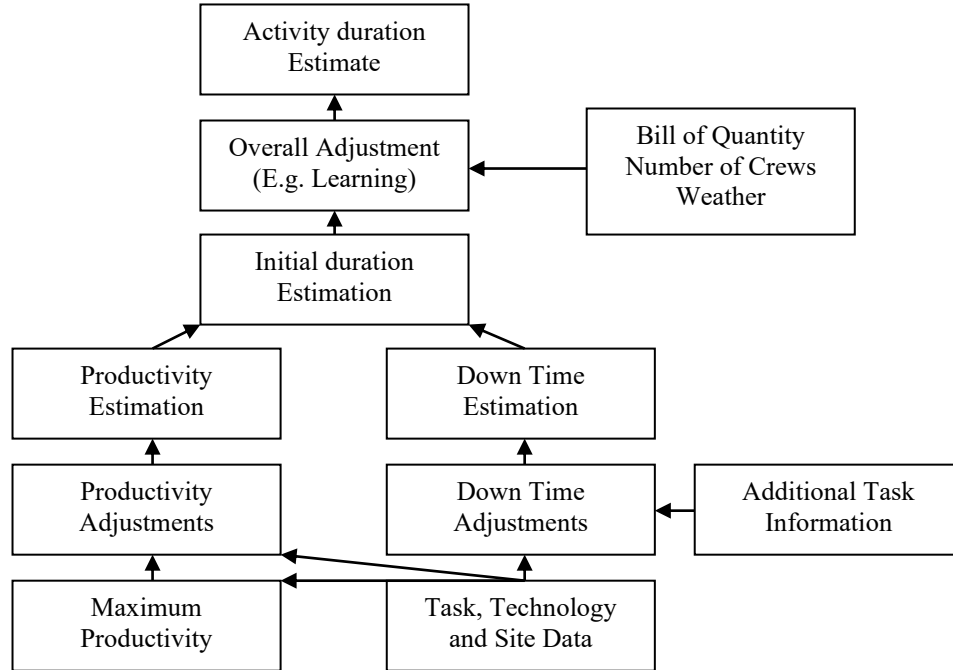 Activity duration
Estimate
Overall Adjustment
(E.g. Learning)
Bill of Quantity
Number of Crews
Weather
Initial duration
Estimation
Productivity
Estimation
Down Time
Estimation
Productivity
Adjustments
Down Time
Adjustments
Additional Task
Information
Maximum
Productivity
Task, Technology
and Site Data